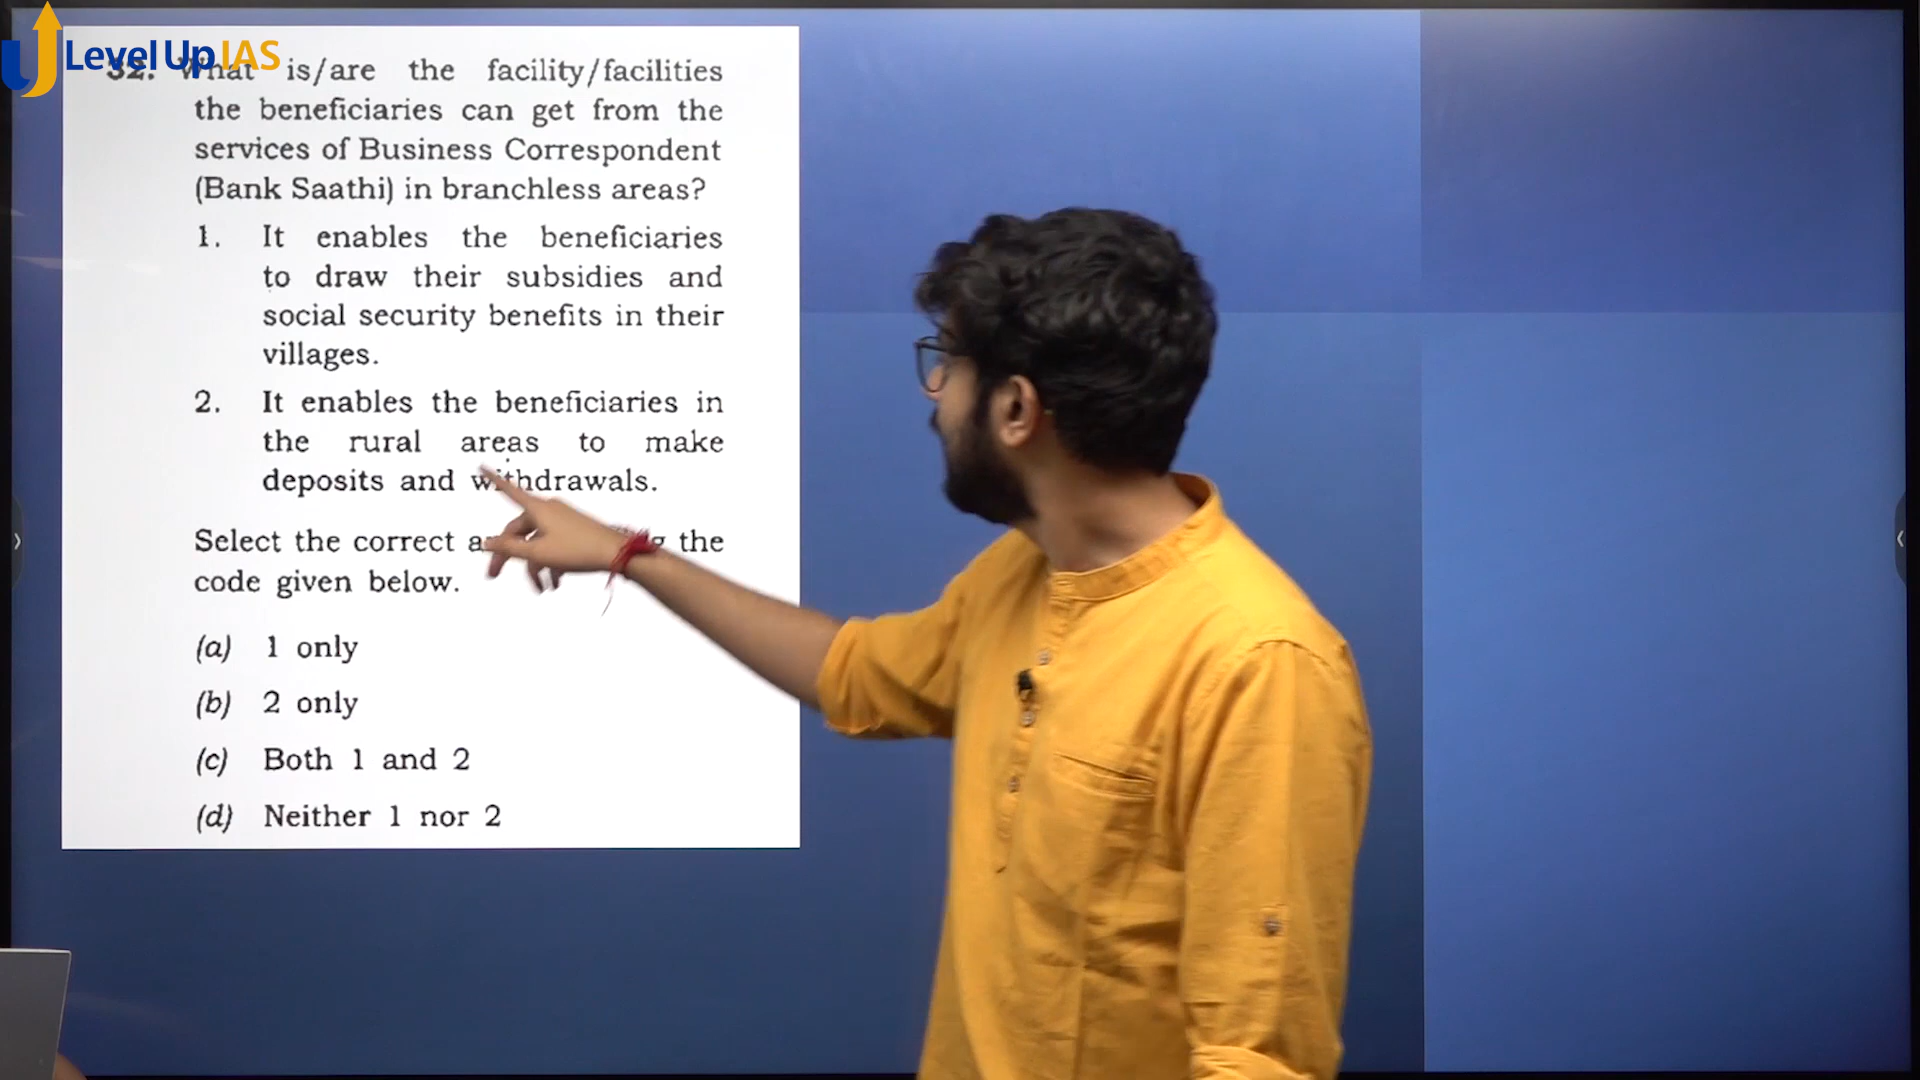 Level Up IAS
32. What is/are the facility/facilities
the beneficiaries can get from the
services of Business Correspondent
(Bank Saathi) in branchless areas?
1. It enables the beneficiaries
to draw their subsidies and
social security benefits in their
villages.
2. It enables the beneficiaries in
the rural areas to make
deposits and withdrawals.
Select the correct the
code given below.
(a) 1 only
(b) 2 only
(c) Both 1 and 2
(d) Neither 1 nor 2